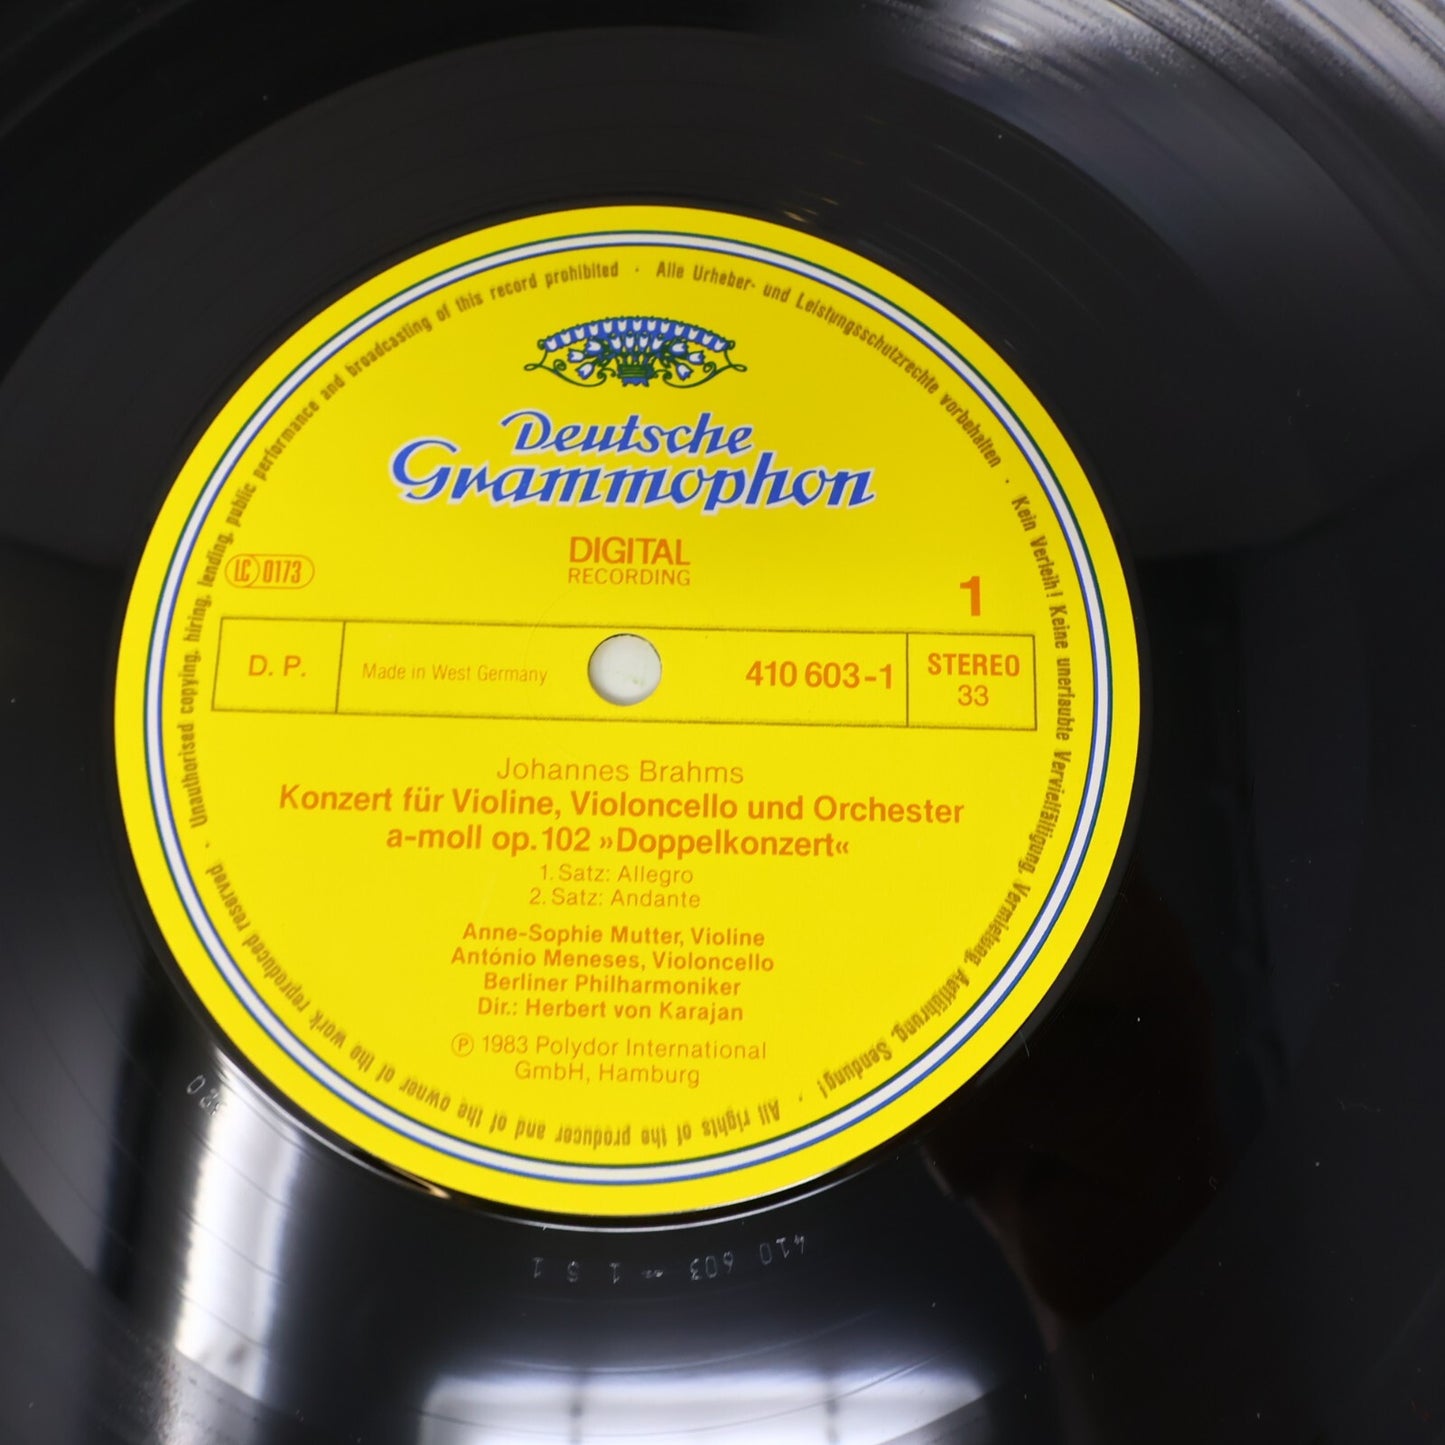 Deutsche
Grammophon
DIGITAL
RECORDING
LC 0173
1
D. P.
Made in West Germany
410 603-1
STEREO
33
Johannes Brahms
Konzert für Violine, Violoncello und Orchester
a-moll op. 102 »Doppelkonzert«
1. Satz: Allegro
2. Satz: Andante
Anne-Sophie Mutter, Violine
António Meneses, Violoncello
Berliner Philharmoniker
Dir.: Herbert von Karajan
Ⓟ 1983 Polydor International
GmbH, Hamburg
Alle Urheber- und Leistungsschutzrechte vorbehalten · Kein Verleih! Keine unerlaubte Vervielfältigung, Vermietung, Aufführung, Sendung! · All rights of the producer and of the owner of the work reproduced reserved · Unauthorised copying, hiring, lending, public performance and broadcasting of this record prohibited ·
410 603 - 1 S 1